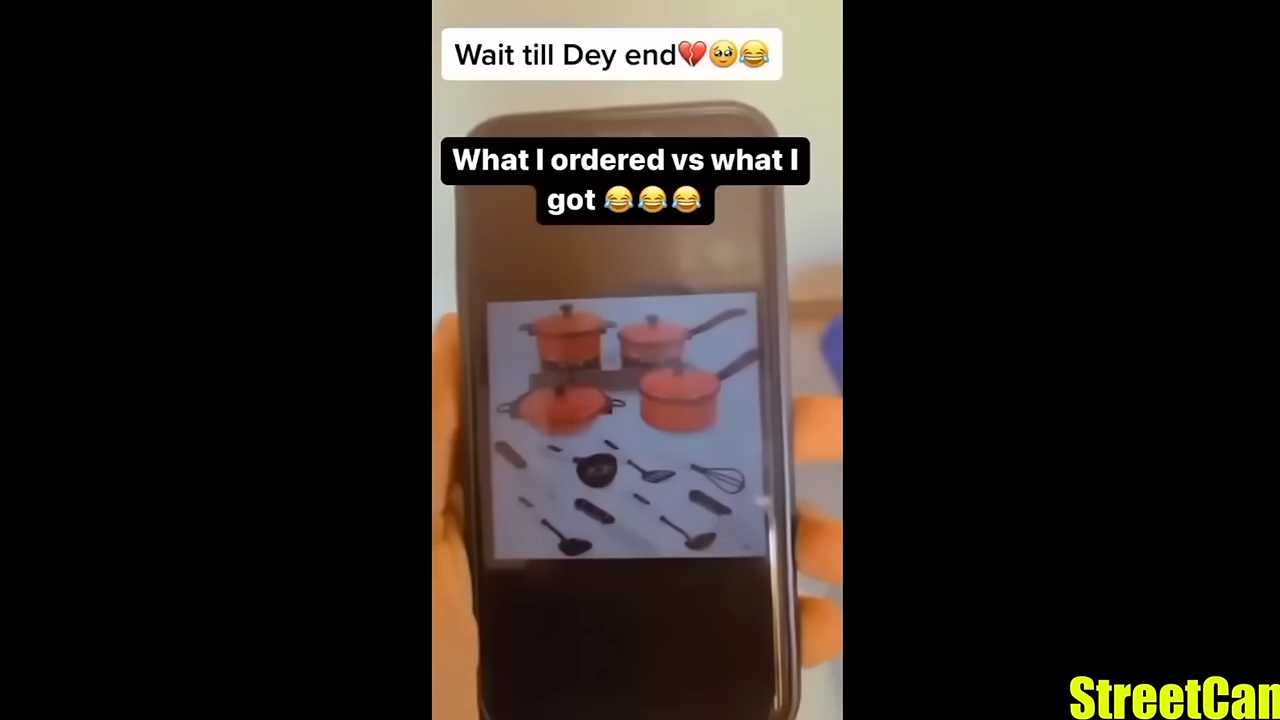 Wait till Dey end💔🥹😂
What I ordered vs what I
got 😂😂😂
StreetCan